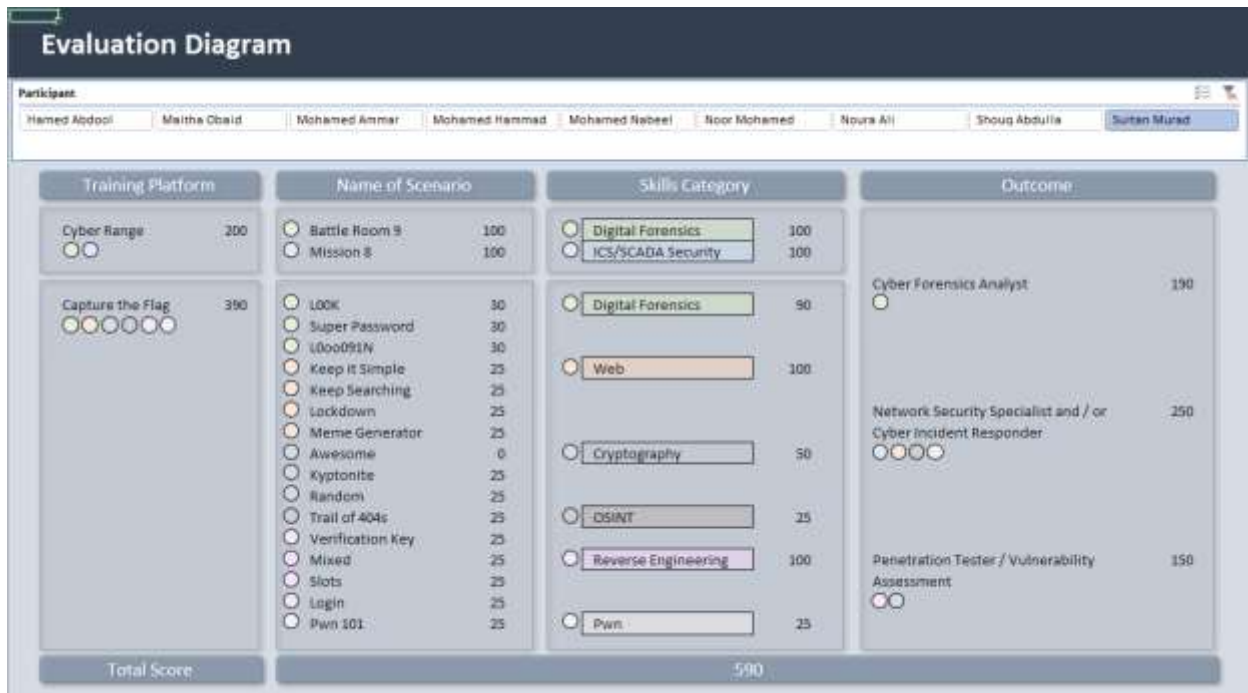 Evaluation Diagram
Participant
Hamed Abdool Maitha Obaid Mohamed Ammar Mohamed Hammad Mohamed Nabeel Noor Mohamed Noura Ali Shouq Abdulla Sultan Murad
Training Platform Name of Scenario Skills Category Outcome
Cyber Range 200
Battle Room 9 100
Mission 8 100
Digital Forensics 100
ICS/SCADA Security 100
Capture the Flag 390
L00K 30
Super Password 30
L0oo091N 30
Keep it Simple 25
Keep Searching 25
Lockdown 25
Meme Generator 25
Awesome 0
Kyptonite 25
Random 25
Trail of 404s 25
Verification Key 25
Mixed 25
Slots 25
Login 25
Pwn 101 25
Digital Forensics 90
Web 100
Cryptography 50
OSINT 25
Reverse Engineering 100
Pwn 25
Cyber Forensics Analyst 190
Network Security Specialist and / or 250
Cyber Incident Responder
Penetration Tester / Vulnerability 150
Assessment
Total Score 590